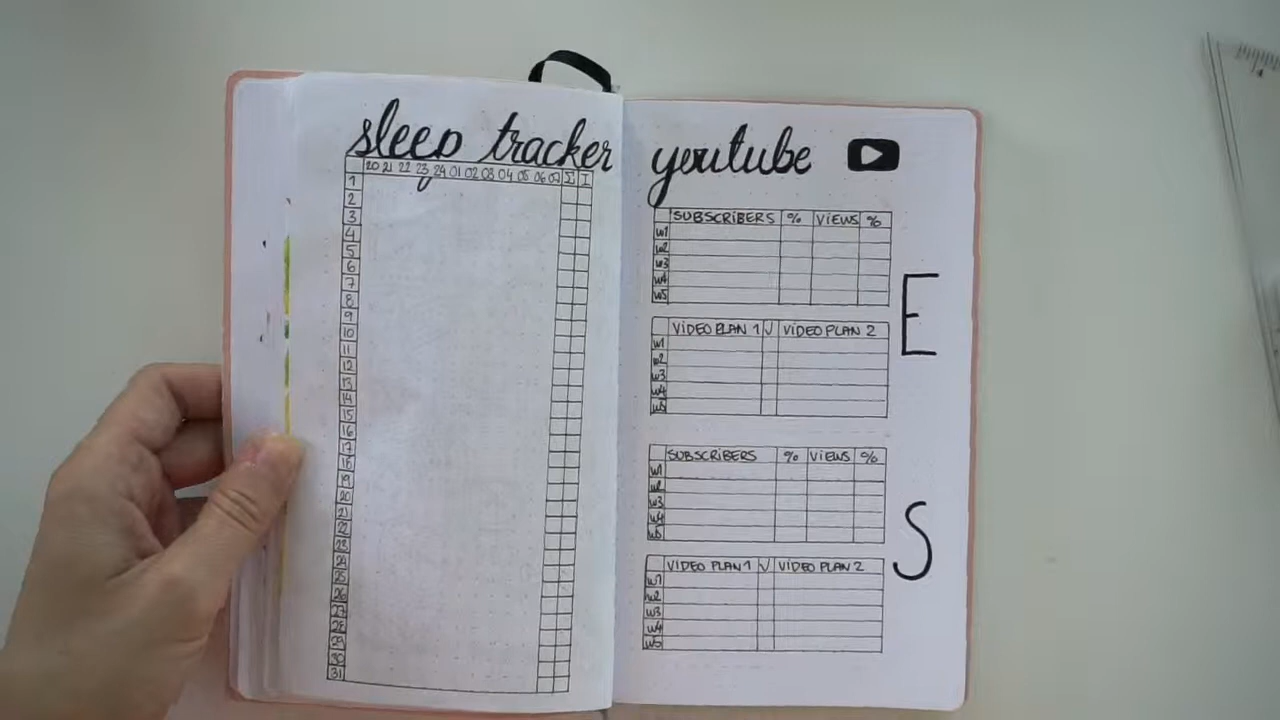 sleep tracker
20 21 22 23 24 01 02 03 04 05 06 07 Σ I
1
2
3
4
5
6
7
8
9
10
11
12
13
14
15
16
17
18
19
20
21
22
23
24
25
26
27
28
29
30
31
youtube
SUBSCRIBERS % VIEWS %
W1
W2
W3
W4
W5
VIDEO PLAN 1 √ VIDEO PLAN 2
W1
W2
W3
W4
W5
E
SUBSCRIBERS % VIEWS %
W1
W2
W3
W4
W5
VIDEO PLAN 1 √ VIDEO PLAN 2
W1
W2
W3
W4
W5
S